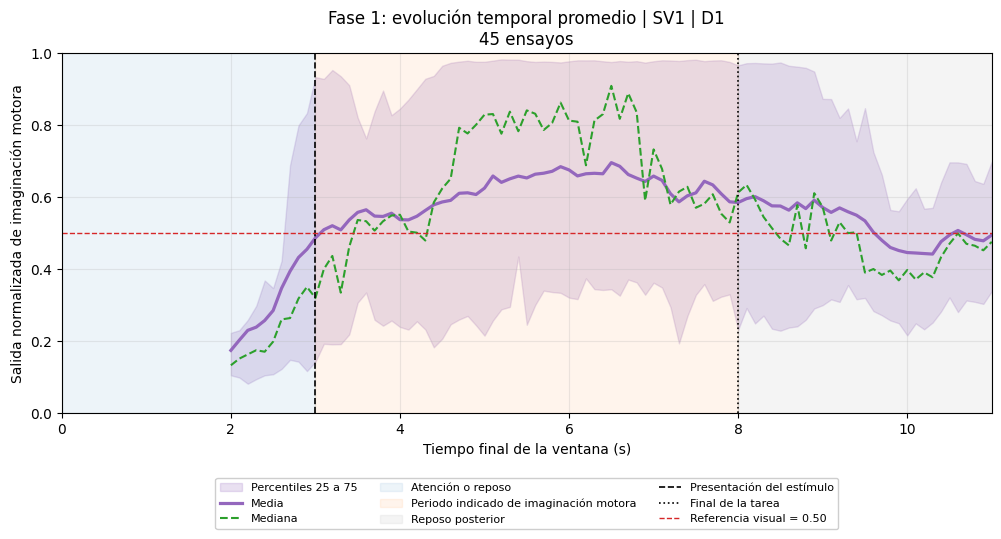 Fase 1: evolución temporal promedio | SV1 | D1
45 ensayos
Salida normalizada de imaginación motora
1.0
0.8
0.6
0.4
0.2
0.0
0
2
4
6
8
10
Tiempo final de la ventana (s)
Percentiles 25 a 75
Media
Mediana
Atención o reposo
Periodo indicado de imaginación motora
Reposo posterior
Presentación del estímulo
Final de la tarea
Referencia visual = 0.50